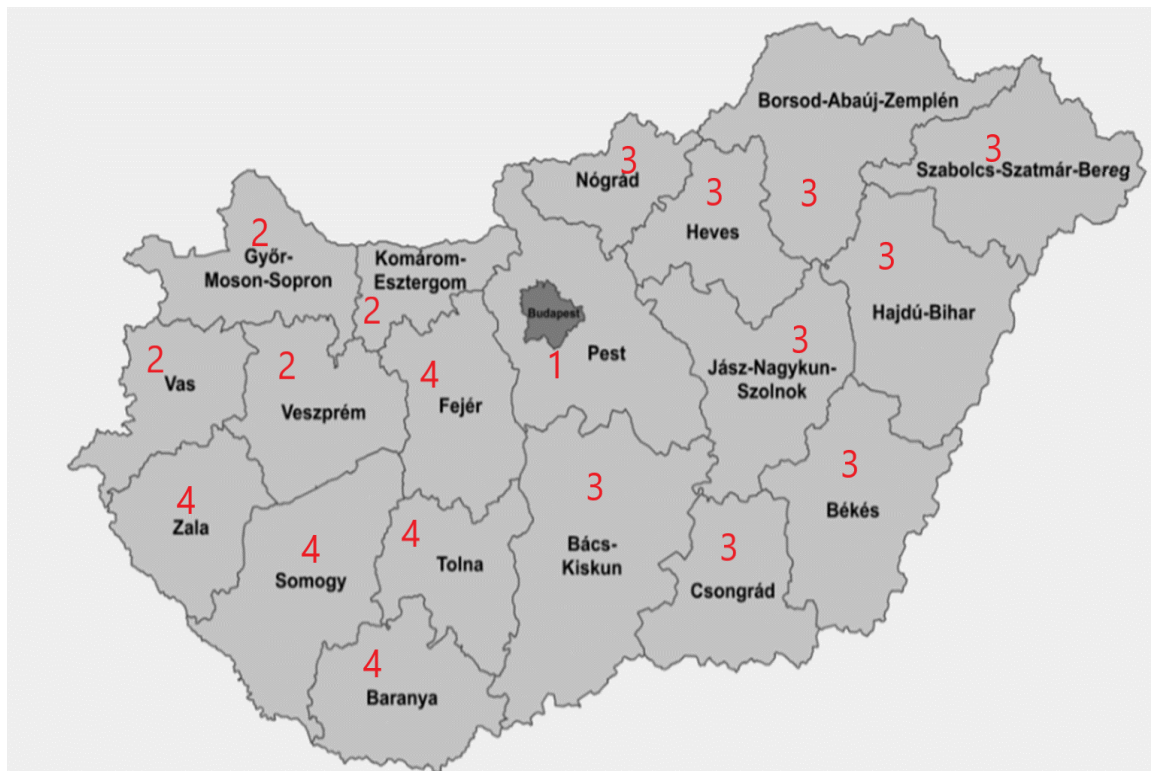 Borsod-Abaúj-Zemplén
3
Szabolcs-Szatmár-Bereg
3
Nógrád
3
3
Heves
2
Győr-
Moson-Sopron
Komárom-
Esztergom
2
3
Hajdú-Bihar
Budapest
1
Pest
3
Jász-Nagykun-
Szolnok
2
Vas
2
Veszprém
4
Fejér
3
Békés
4
Zala
4
Somogy
4
Tolna
3
Bács-
Kiskun
3
Csongrád
4
Baranya